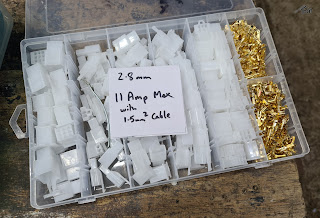 2.8mm
11 Amp Max
with
1.5mm² Cable